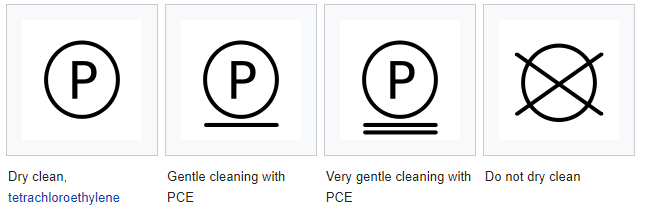 P
P
P
Dry clean,
tetrachloroethylene
Gentle cleaning with
PCE
Very gentle cleaning with
PCE
Do not dry clean